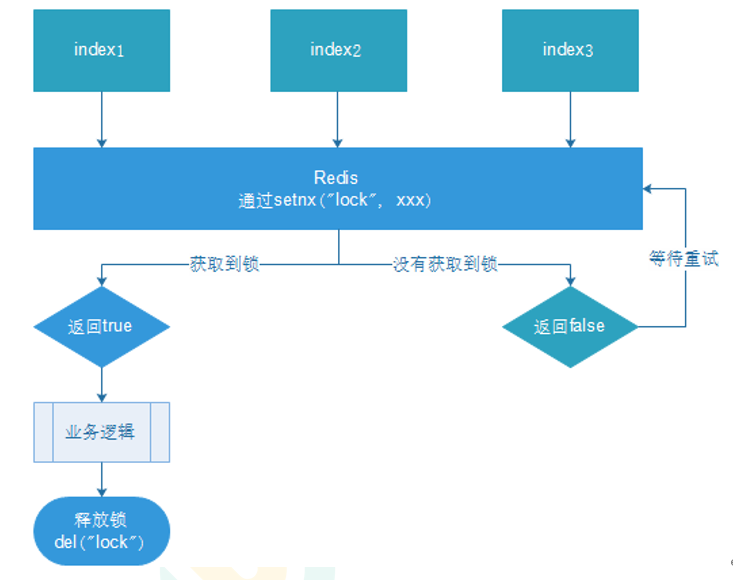 index1
index2
index3
Redis
通过setnx("lock", xxx)
获取到锁
没有获取到锁
等待重试
返回true
返回false
业务逻辑
释放锁
del("lock")